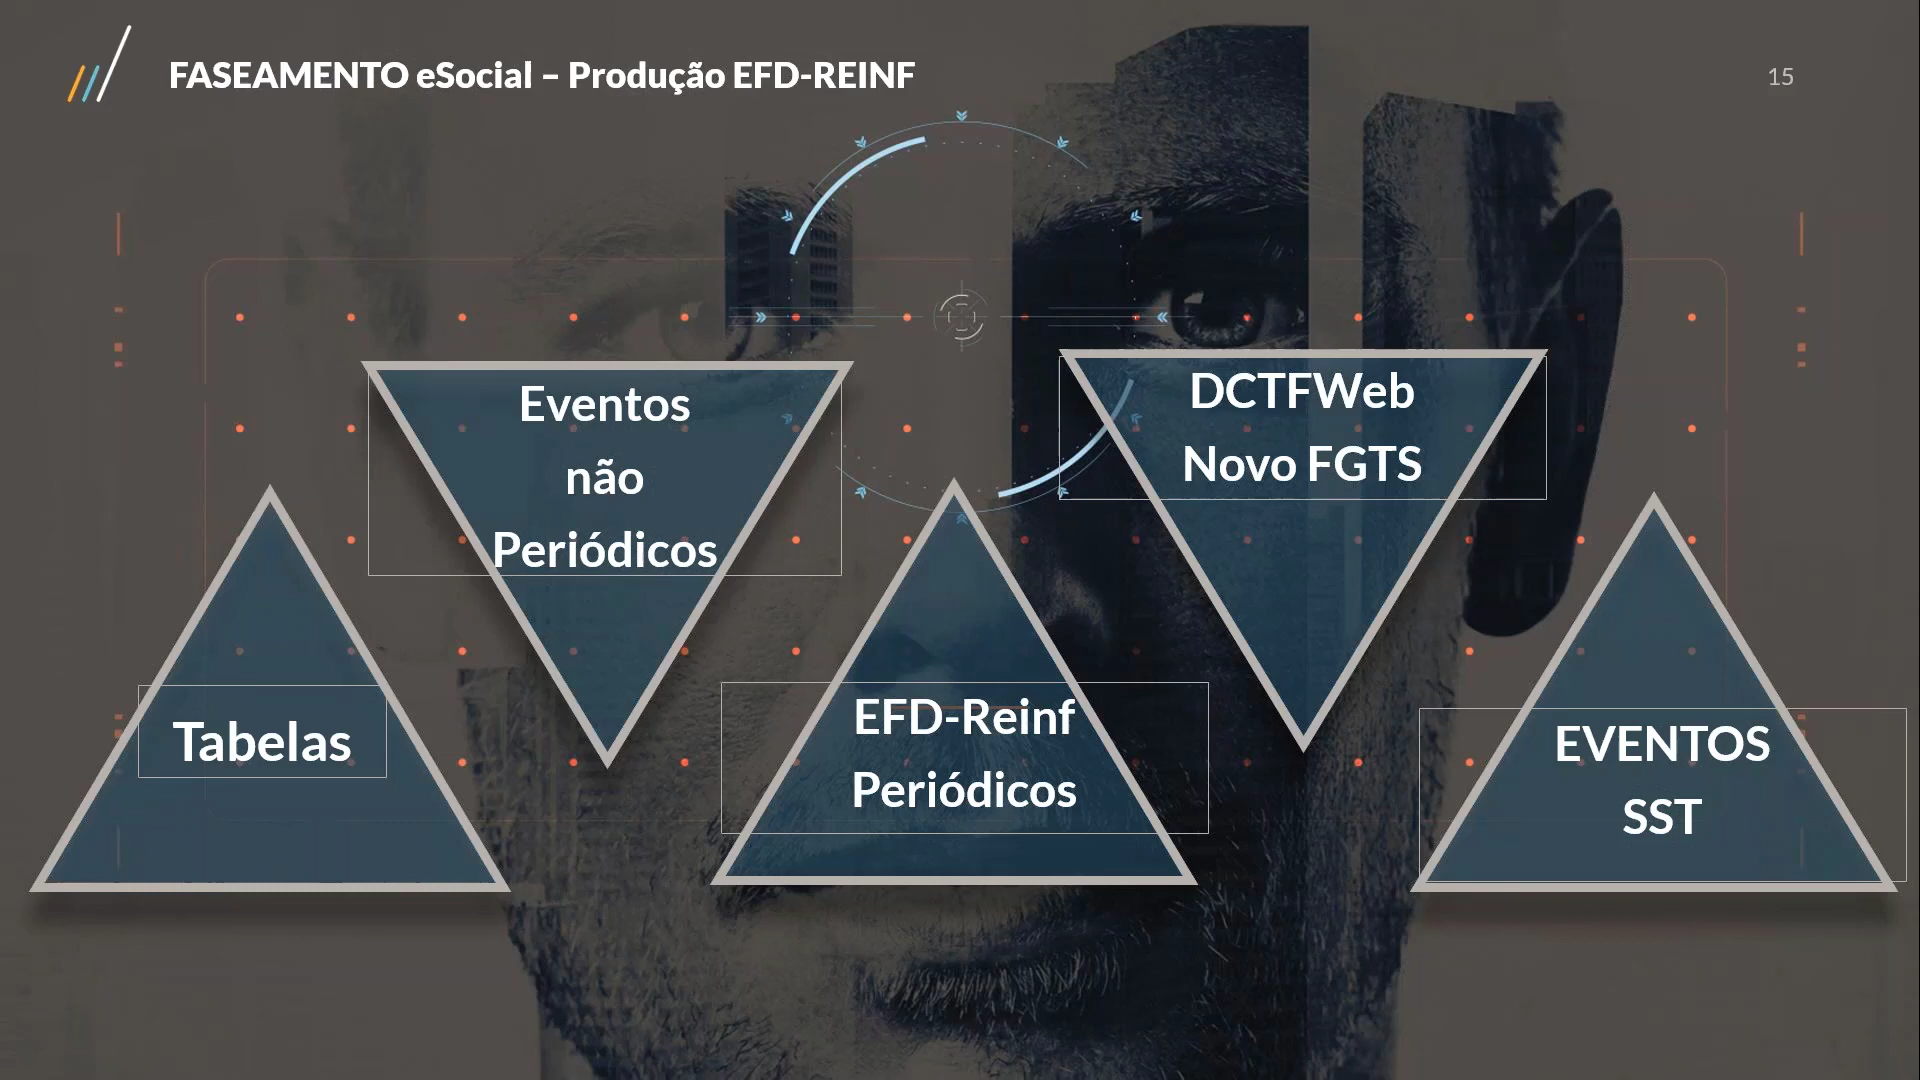 FASEAMENTO eSocial – Produção EFD-REINF
15
Tabelas
Eventos
não
Periódicos
EFD-Reinf
Periódicos
DCTFWeb
Novo FGTS
EVENTOS
SST